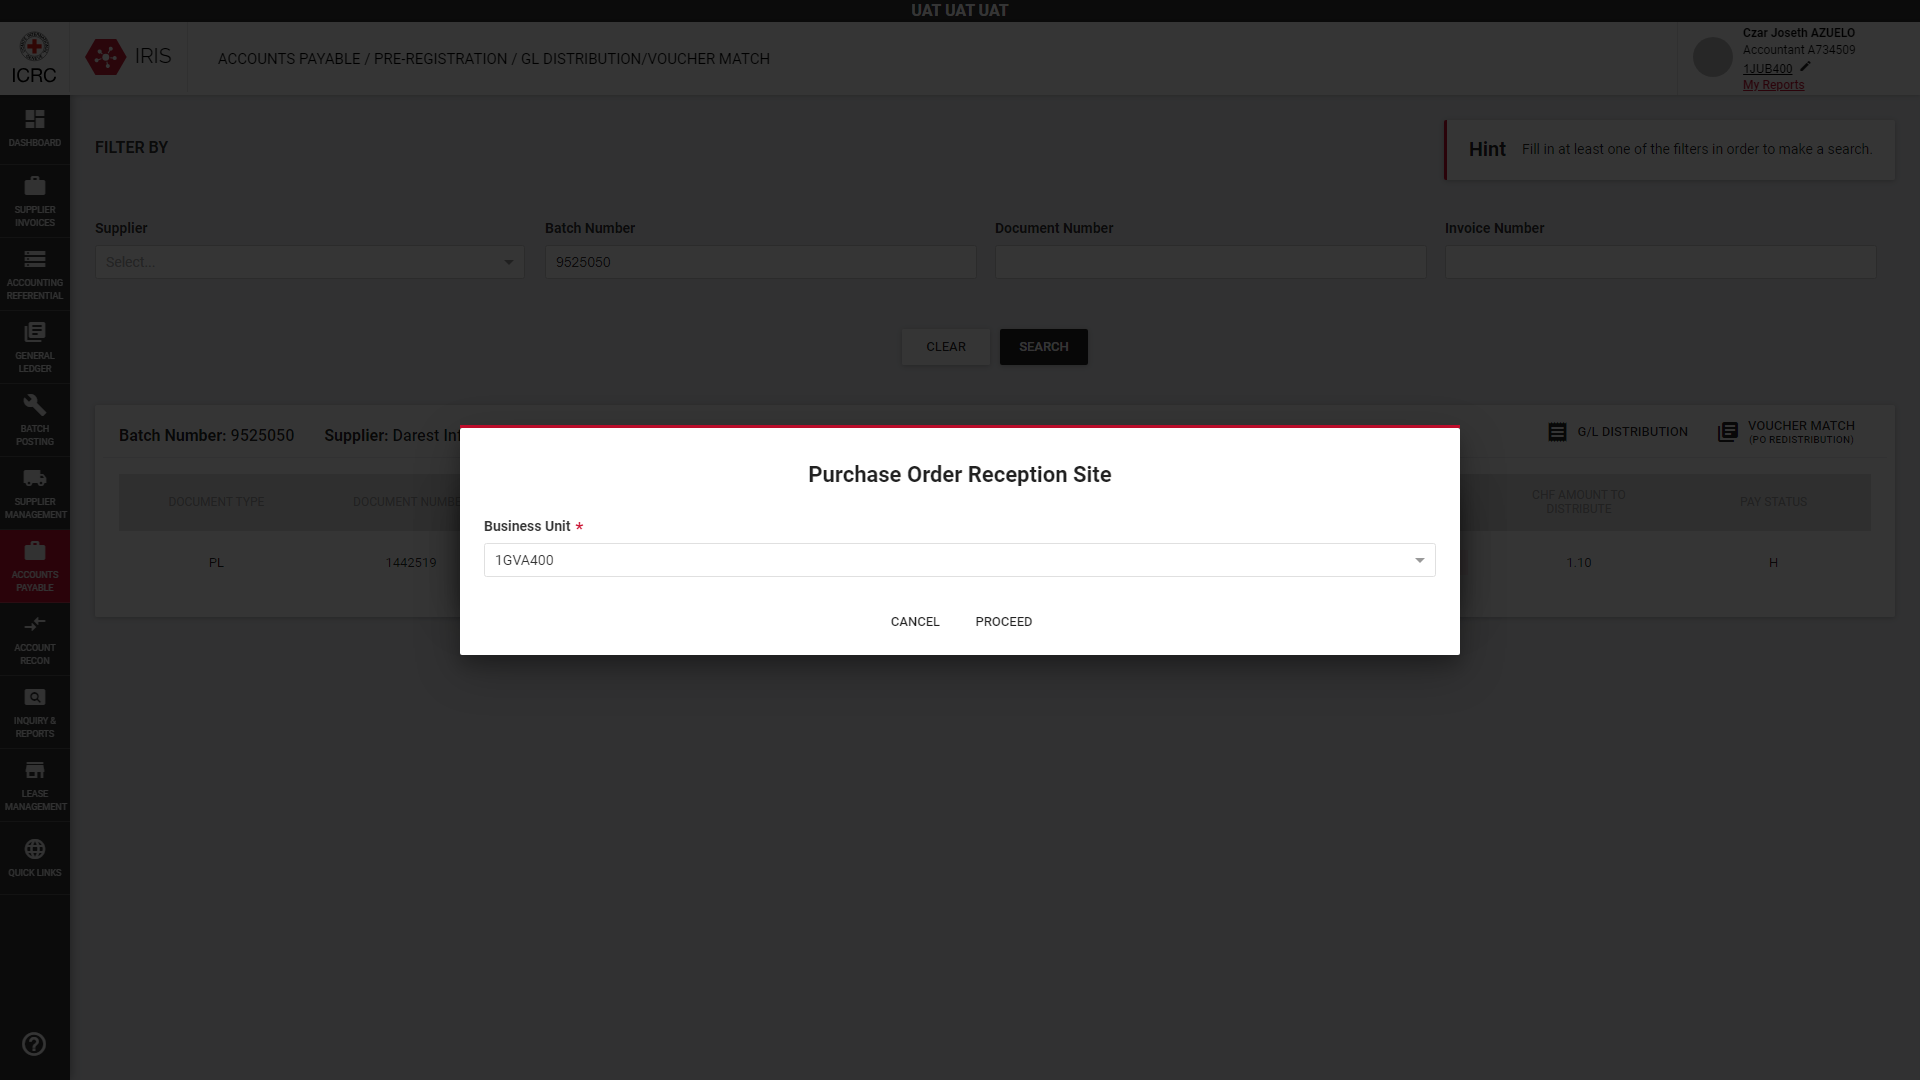 UAT UAT UAT
ICRC
IRIS
ACCOUNTS PAYABLE / PRE-REGISTRATION / GL DISTRIBUTION/VOUCHER MATCH
Czar Joseth AZUELO
Accountant A734509
1JUB400
My Reports
DASHBOARD
SUPPLIER
INVOICES
ACCOUNTING
REFERENTIAL
GENERAL
LEDGER
BATCH
POSTING
SUPPLIER
MANAGEMENT
ACCOUNTS
PAYABLE
ACCOUNT
RECON
INQUIRY &
REPORTS
LEASE
MANAGEMENT
QUICK LINKS
FILTER BY
Hint Fill in at least one of the filters in order to make a search.
Supplier Batch Number Document Number Invoice Number
Select... 9525050
CLEAR SEARCH
Batch Number: 9525050 Supplier: Darest
G/L DISTRIBUTION
VOUCHER MATCH
(PO REDISTRIBUTION)
DOCUMENT TYPE DOCUMENT NUMBE
CHF AMOUNT TO
DISTRIBUTE
PAY STATUS
PL 1442519 1.10 H
Purchase Order Reception Site
Business Unit *
1GVA400
CANCEL PROCEED